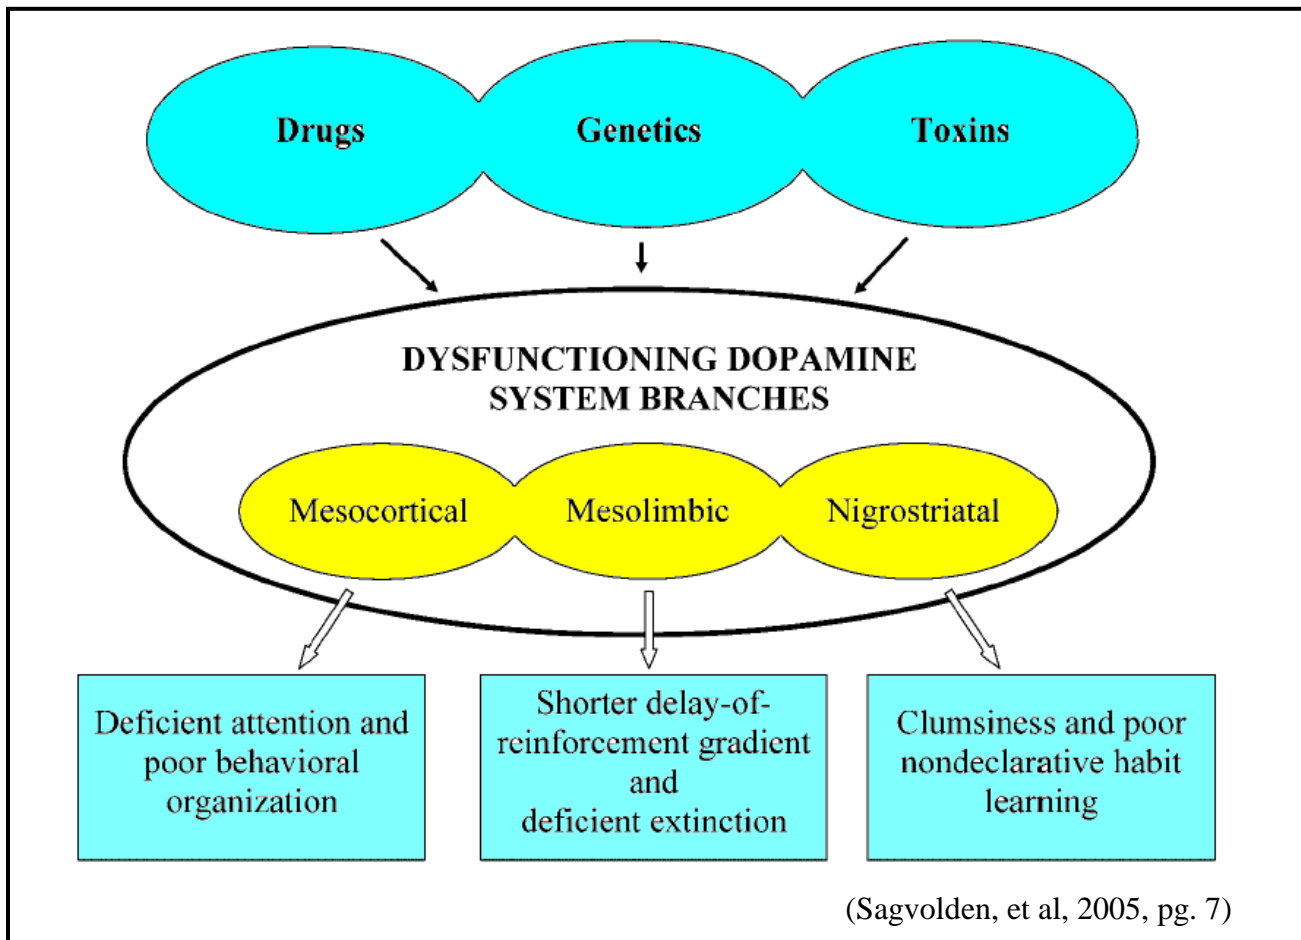 Drugs
Genetics
Toxins
DYSFUNCTIONING DOPAMINE
SYSTEM BRANCHES
Mesocortical
Mesolimbic
Nigrostriatal
Deficient attention and
poor behavioral
organization
Shorter delay-of-
reinforcement gradient
and
deficient extinction
Clumsiness and poor
nondeclarative habit
learning
(Sagvolden, et al, 2005, pg. 7)